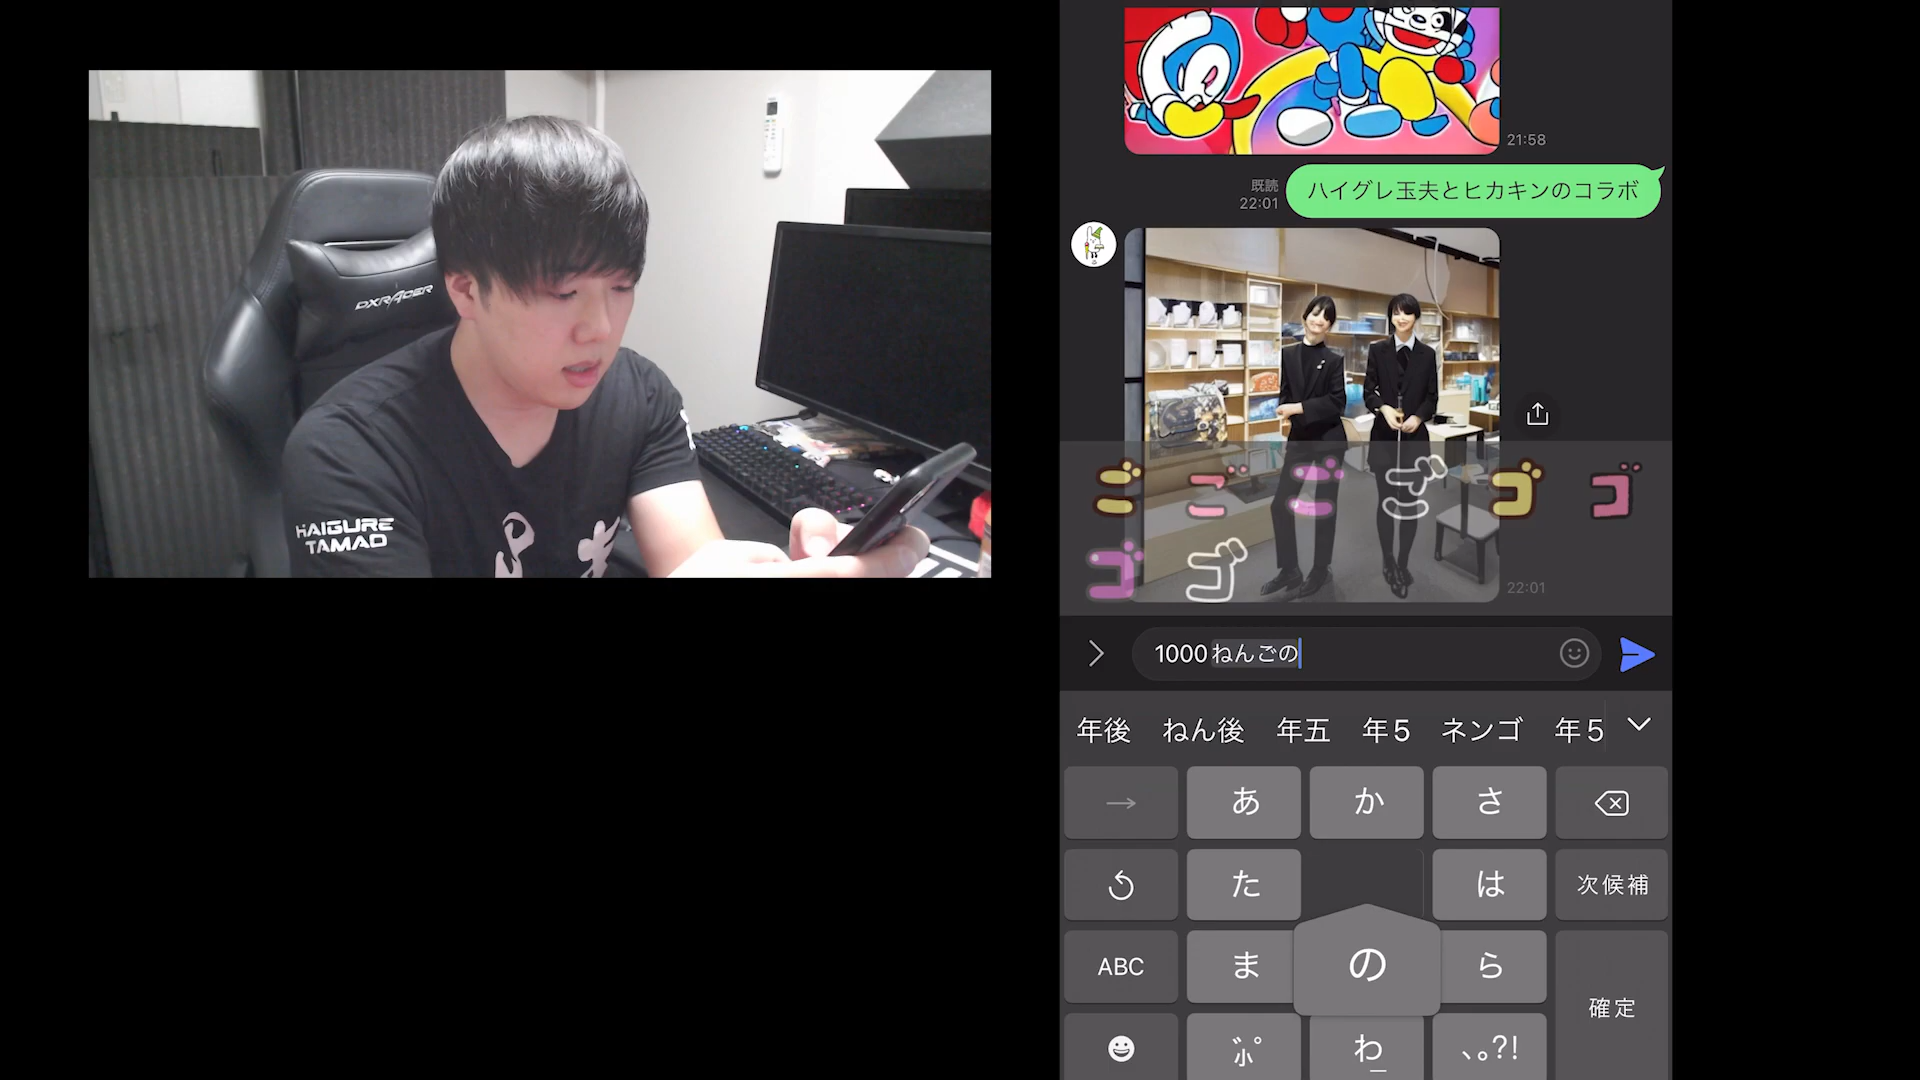 DXRACER
HAIGURE
TAMAO
21:58
既読
22:01
ハイグレ玉夫とヒカキンのコラボ
22:01
ご ご ご ご ゴ ゴ
ゴ ゴ
1000ねんごの
年後 ねん後 年五 年5 ネンゴ 年５
→ あ か さ
た は 次候補
ABC ま の ら
確定
小 わ 、。?!